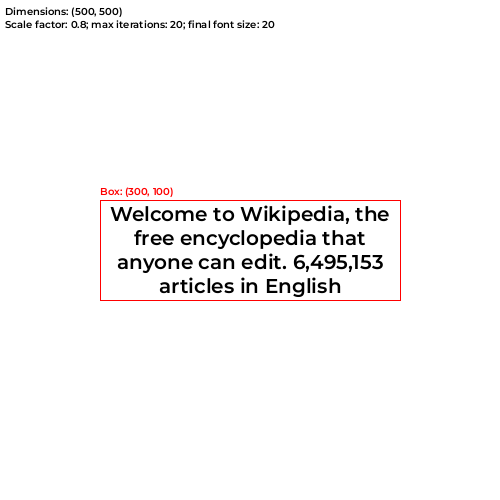 Dimensions: (500, 500)
Scale factor: 0.8; max iterations: 20; final font size: 20
Box: (300, 100)
Welcome to Wikipedia, the
free encyclopedia that
anyone can edit. 6,495,153
articles in English